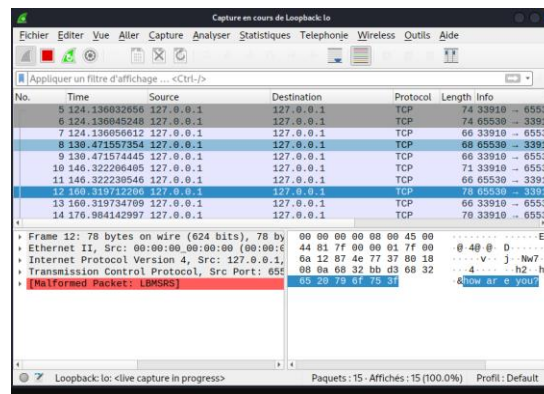 Capture en cours de Loopback: lo
Fichier Editer Vue Aller Capture Analyser Statistiques Telephonie Wireless Outils Aide
Appliquer un filtre d'affichage … <Ctrl-/>
No. Time Source Destination Protocol Length Info
5 124.136032656 127.0.0.1 127.0.0.1 TCP 74 33910 → 6553
6 124.136045248 127.0.0.1 127.0.0.1 TCP 74 65530 → 3391
7 124.136056612 127.0.0.1 127.0.0.1 TCP 66 33910 → 6553
8 130.471557354 127.0.0.1 127.0.0.1 TCP 68 65530 → 3391
9 130.471574445 127.0.0.1 127.0.0.1 TCP 66 33910 → 6553
10 146.322206405 127.0.0.1 127.0.0.1 TCP 71 33910 → 6553
11 146.322230546 127.0.0.1 127.0.0.1 TCP 66 65530 → 3391
12 160.319712206 127.0.0.1 127.0.0.1 TCP 78 65530 → 3391
13 160.319734709 127.0.0.1 127.0.0.1 TCP 66 33910 → 6553
14 176.984142997 127.0.0.1 127.0.0.1 TCP 70 33910 → 6553
Frame 12: 78 bytes on wire (624 bits), 78 by
Ethernet II, Src: 00:00:00_00:00:00 (00:00:0
Internet Protocol Version 4, Src: 127.0.0.1,
Transmission Control Protocol, Src Port: 655
[Malformed Packet: LBMSRS]
00 00 00 00 08 00 45 00 ········E·
44 81 7f 00 00 01 7f 00 ·@·4@·@· D·······
6a 12 87 4e 77 37 80 18
08 0a 68 32 bb d3 68 32
65 20 79 6f 75 3f ·&how ar e you?
Loopback: lo: <live capture in progress> Paquets : 15 · Affichés : 15 (100.0%) Profil : Default